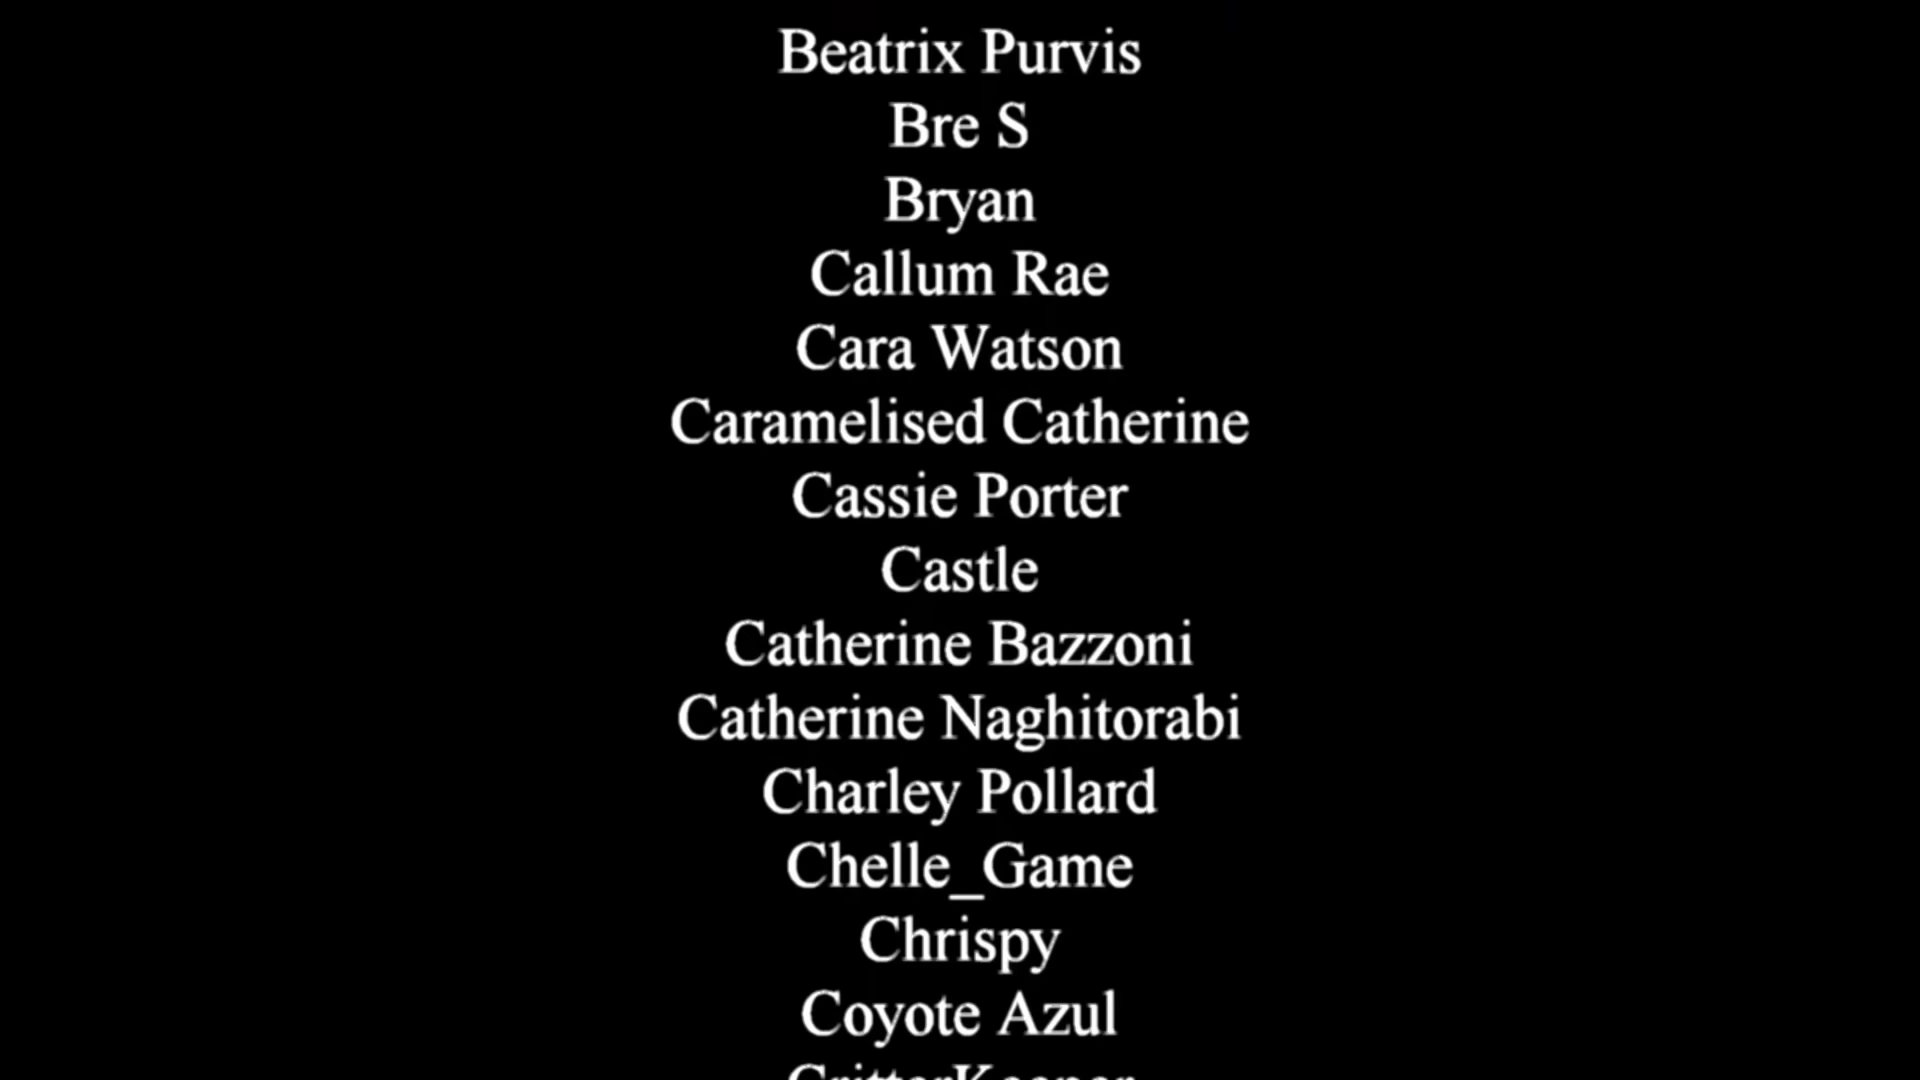 Beatrix Purvis
Bre S
Bryan
Callum Rae
Cara Watson
Caramelised Catherine
Cassie Porter
Castle
Catherine Bazzoni
Catherine Naghitorabi
Charley Pollard
Chelle_Game
Chrispy
Coyote Azul
CritterKeeper